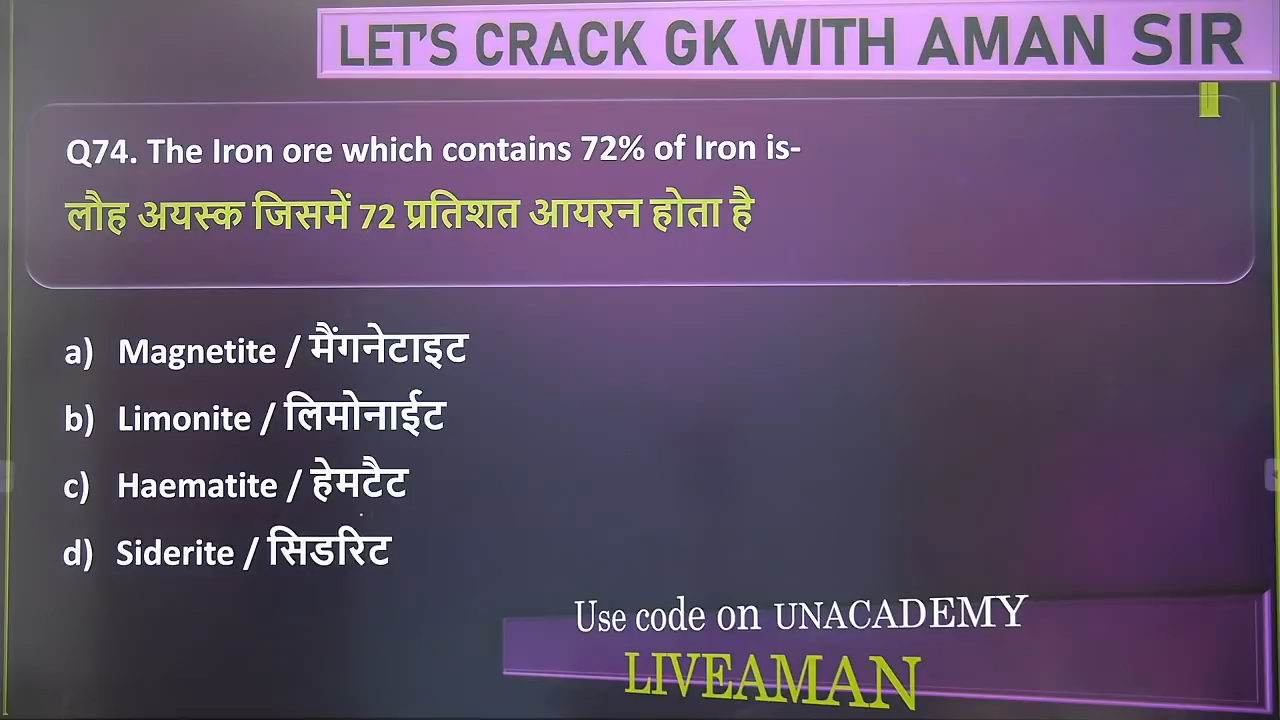 LET'S CRACK GK WITH AMAN SIR
Q74. The Iron ore which contains 72% of Iron is-
लौह अयस्क जिसमें 72 प्रतिशत आयरन होता है
a) Magnetite / मैंगनेटाइट
b) Limonite / लिमोनाईट
c) Haematite / हेमटैट
d) Siderite / सिडरिट
Use code on UNACADEMY
LIVEAMAN